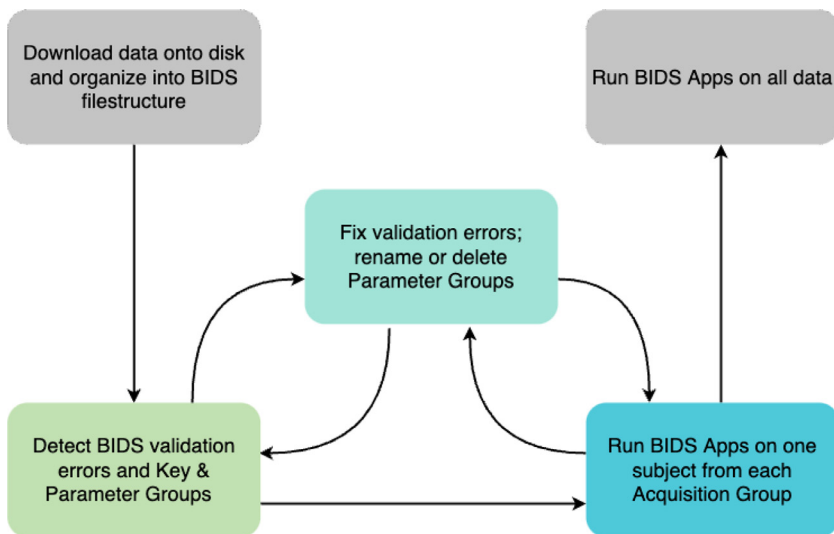 Download data onto disk
and organize into BIDS
filestructure
Run BIDS Apps on all data
Fix validation errors;
rename or delete
Parameter Groups
Detect BIDS validation
errors and Key &
Parameter Groups
Run BIDS Apps on one
subject from each
Acquisition Group